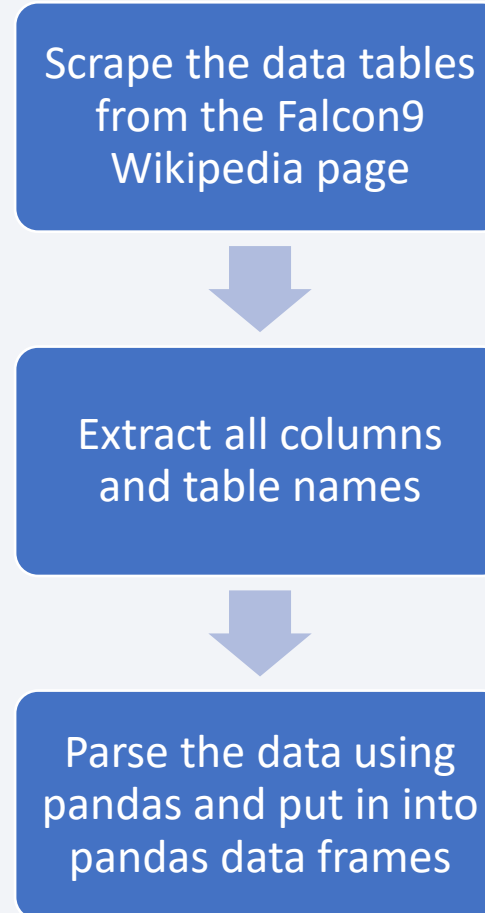 Scrape the data tables
from the Falcon9
Wikipedia page
Extract all columns
and table names
Parse the data using
pandas and put in into
pandas data frames